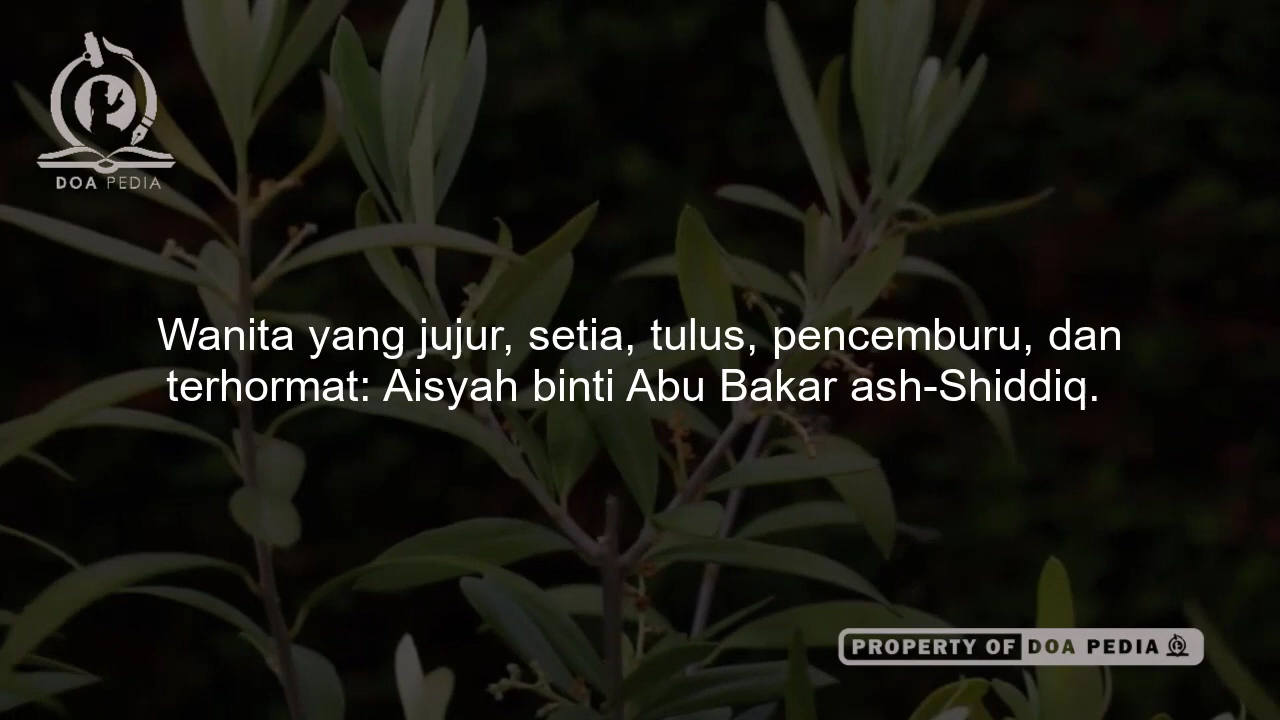 DOA PEDIA
Wanita yang jujur, setia, tulus, pencemburu, dan
terhormat: Aisyah binti Abu Bakar ash-Shiddiq.
PROPERTY OF DOA PEDIA